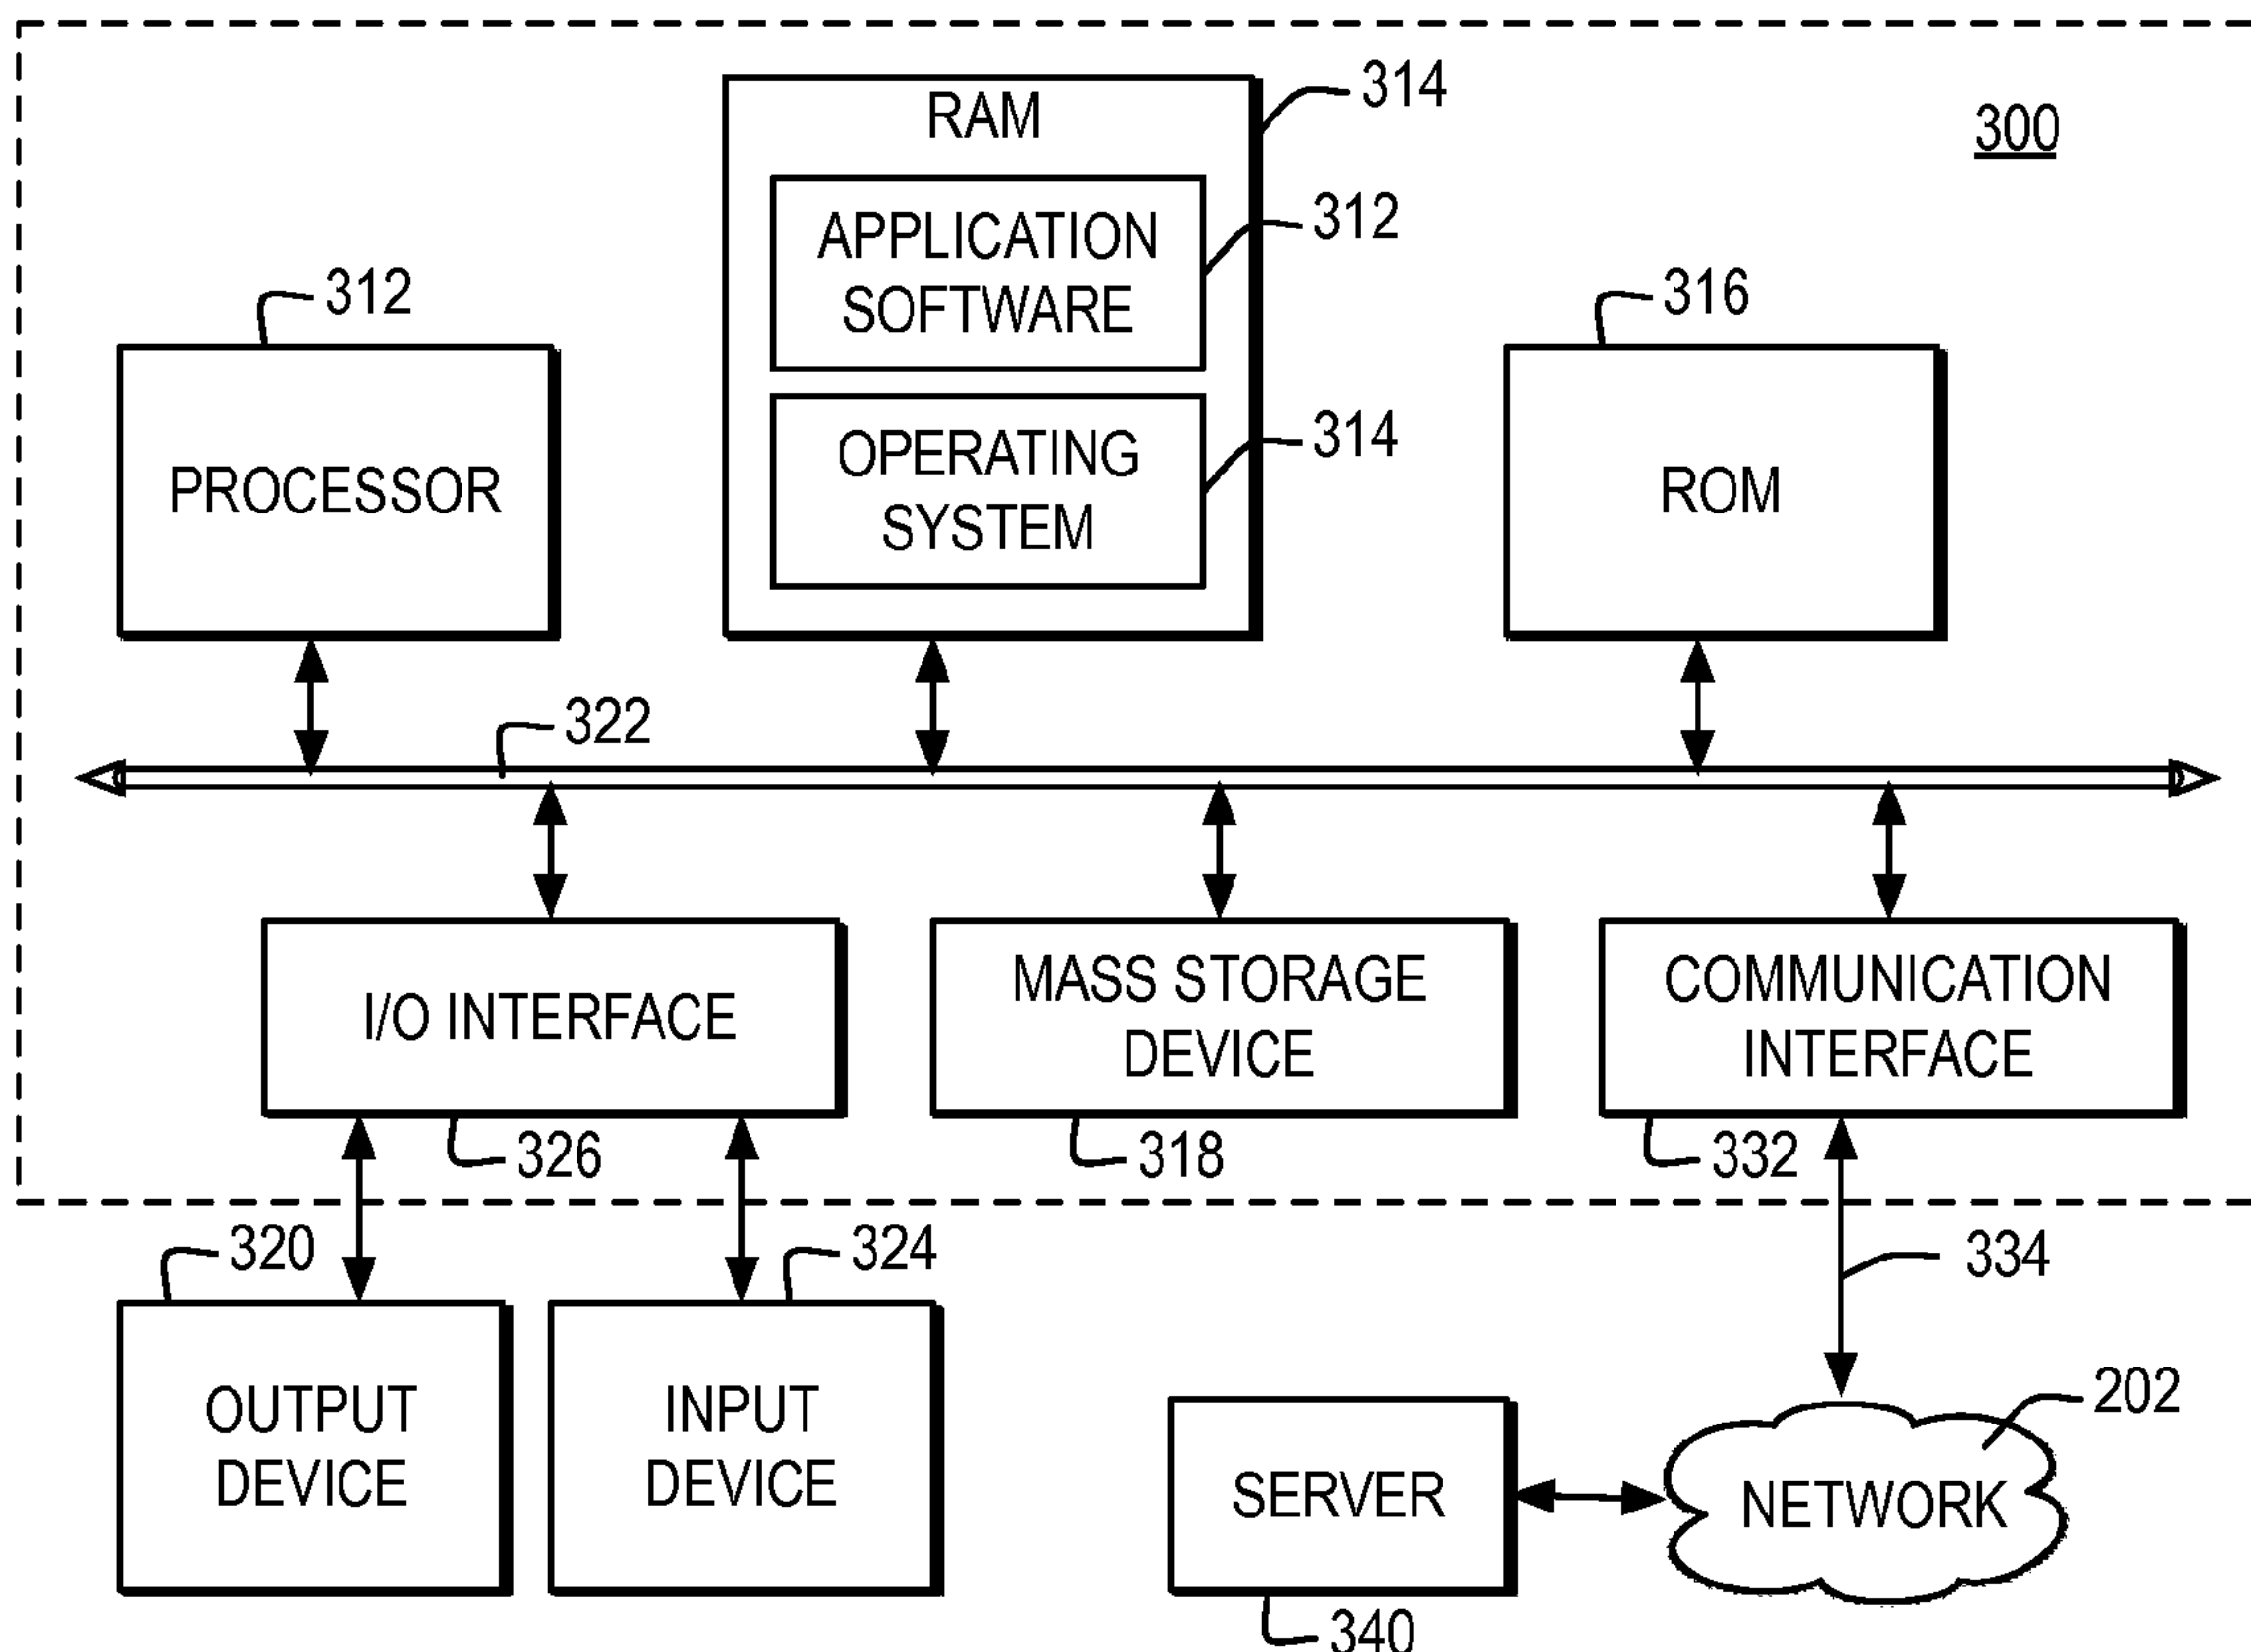 RAM
314
300
APPLICATION
SOFTWARE
312
312
316
OPERATING
SYSTEM
314
PROCESSOR
ROM
322
I/O INTERFACE
MASS STORAGE
DEVICE
COMMUNICATION
INTERFACE
326
318
332
320
324
334
OUTPUT
DEVICE
INPUT
DEVICE
SERVER
NETWORK
202
340